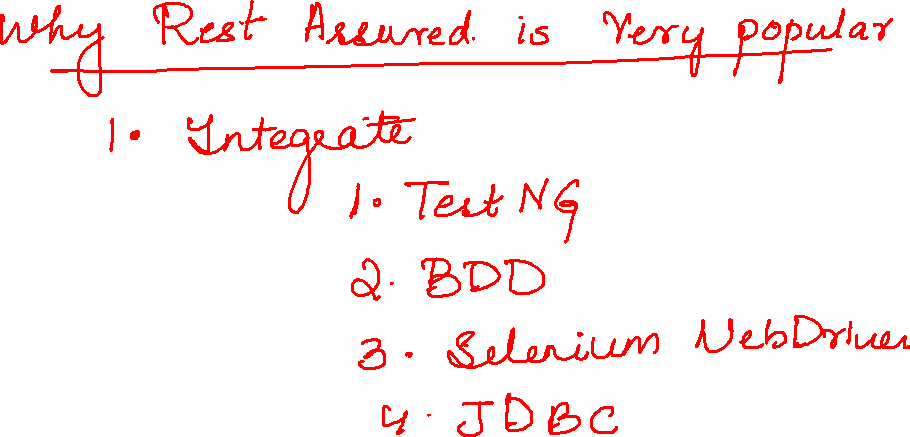 Why Rest Assured. is Very popular
1. Integrate
1. Test NG
2. BDD
3. Selenium WebDriver
4. JDBC